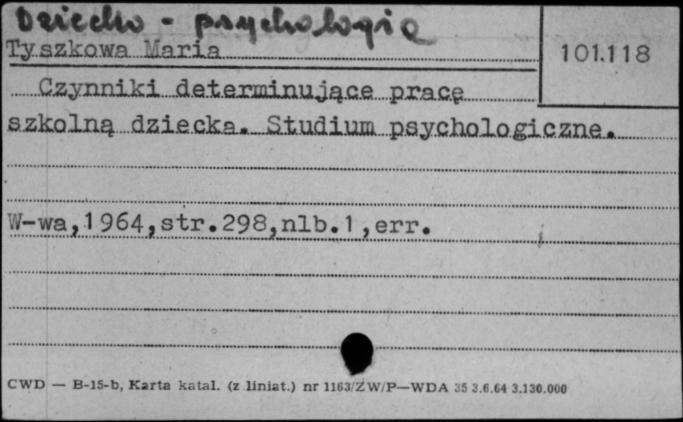 Dziecko - psychologia
Tyszkowa Maria
101.118
Czynniki determinujące pracę
szkolną dziecka. Studium psychologiczne.
W-wa,1964,str.298,nlb.1,err.
CWD — B-15-b, Karta katal. (z liniat.) nr 1163/ZW/P—WDA 35 3.6.64 3.130.000